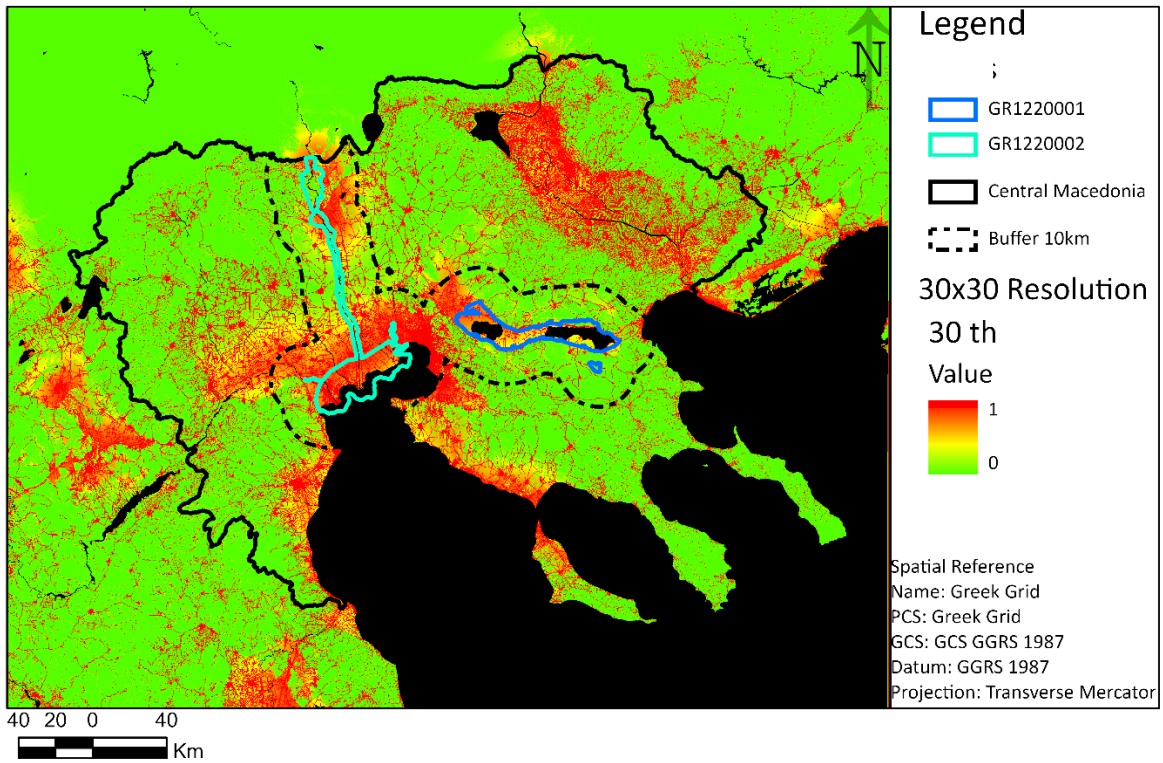 Legend
N
GR1220001
GR1220002
Central Macedonia
Buffer 10km
30x30 Resolution
30 th
Value
1
0
Spatial Reference
Name: Greek Grid
PCS: Greek Grid
GCS: GCS GGRS 1987
Datum: GGRS 1987
Projection: Transverse Mercator
40 20 0 40
Km